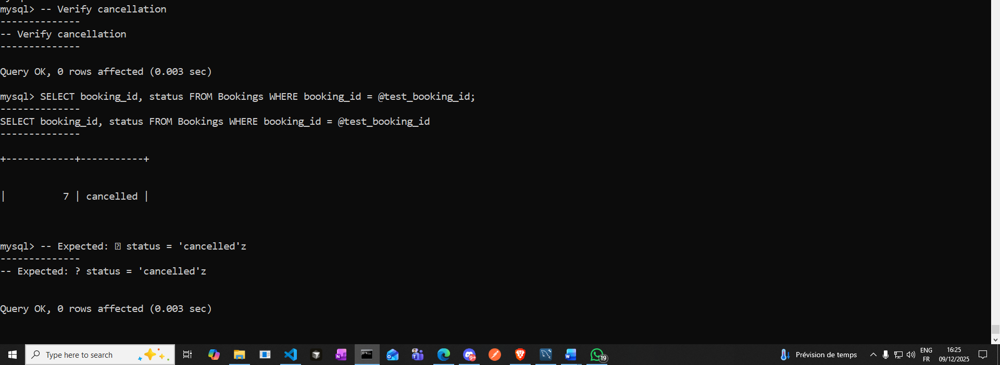 mysql> -- Verify cancellation
--------------
-- Verify cancellation
--------------
Query OK, 0 rows affected (0.003 sec)
mysql> SELECT booking_id, status FROM Bookings WHERE booking_id = @test_booking_id;
--------------
SELECT booking_id, status FROM Bookings WHERE booking_id = @test_booking_id
--------------
+------------+-----------+
|          7 | cancelled |
mysql> -- Expected: ⍰ status = 'cancelled'z
--------------
-- Expected: ? status = 'cancelled'z
Query OK, 0 rows affected (0.003 sec)
Type here to search
9+
19
Prévision de temps
ENG
FR
16:25
09/12/2025